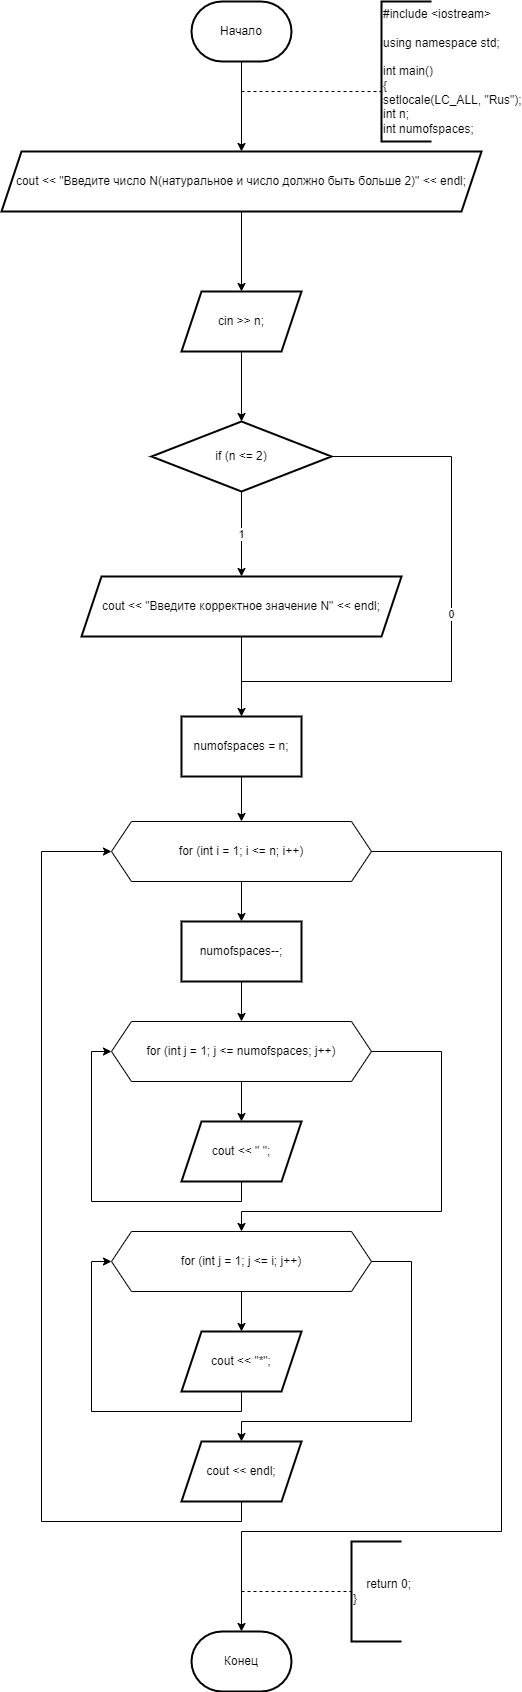 Начало
#include <iostream>
using namespace std;
int main()
{
setlocale(LC_ALL, "Rus");
int n;
int numofspaces;
cout << "Введите число N(натуральное и число должно быть больше 2)" << endl;
cin >> n;
if (n <= 2)
1
cout << "Введите корректное значение N" << endl;
0
numofspaces = n;
for (int i = 1; i <= n; i++)
numofspaces--;
for (int j = 1; j <= numofspaces; j++)
cout << " ";
for (int j = 1; j <= i; j++)
cout << "*";
cout << endl;
return 0;
}
Конец